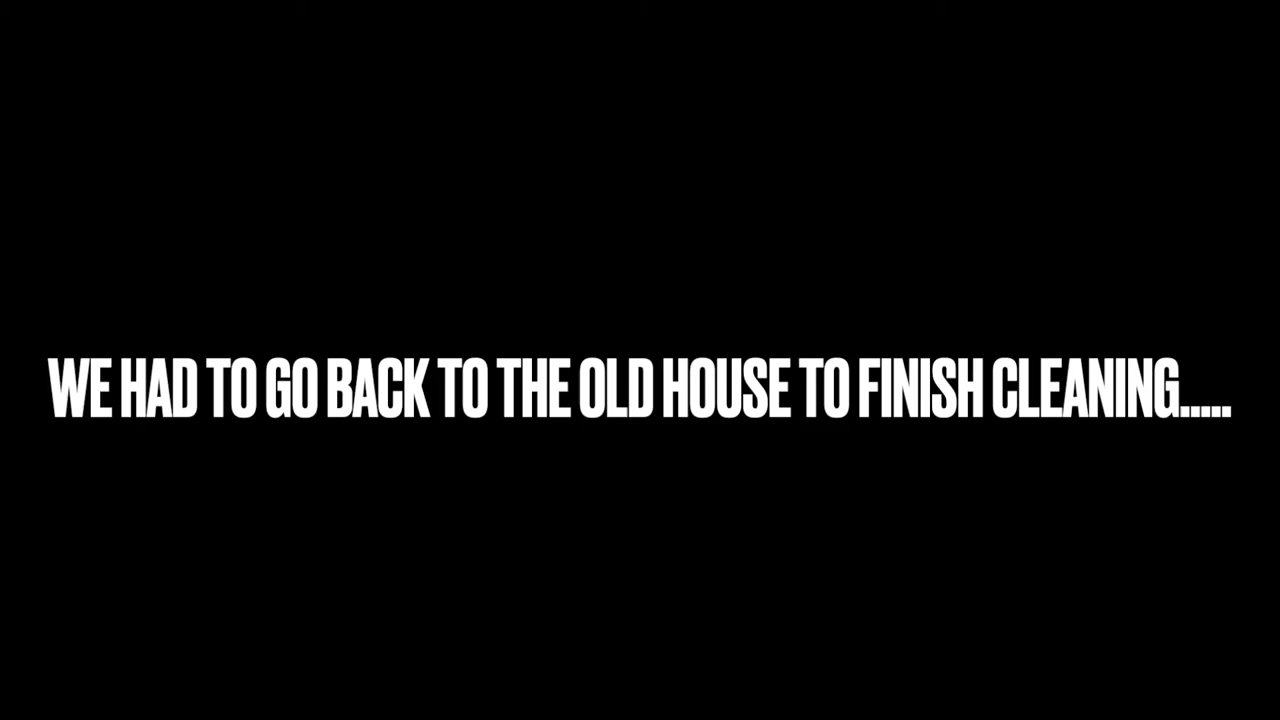 WE HAD TO GO BACK TO THE OLD HOUSE TO FINISH CLEANING.....